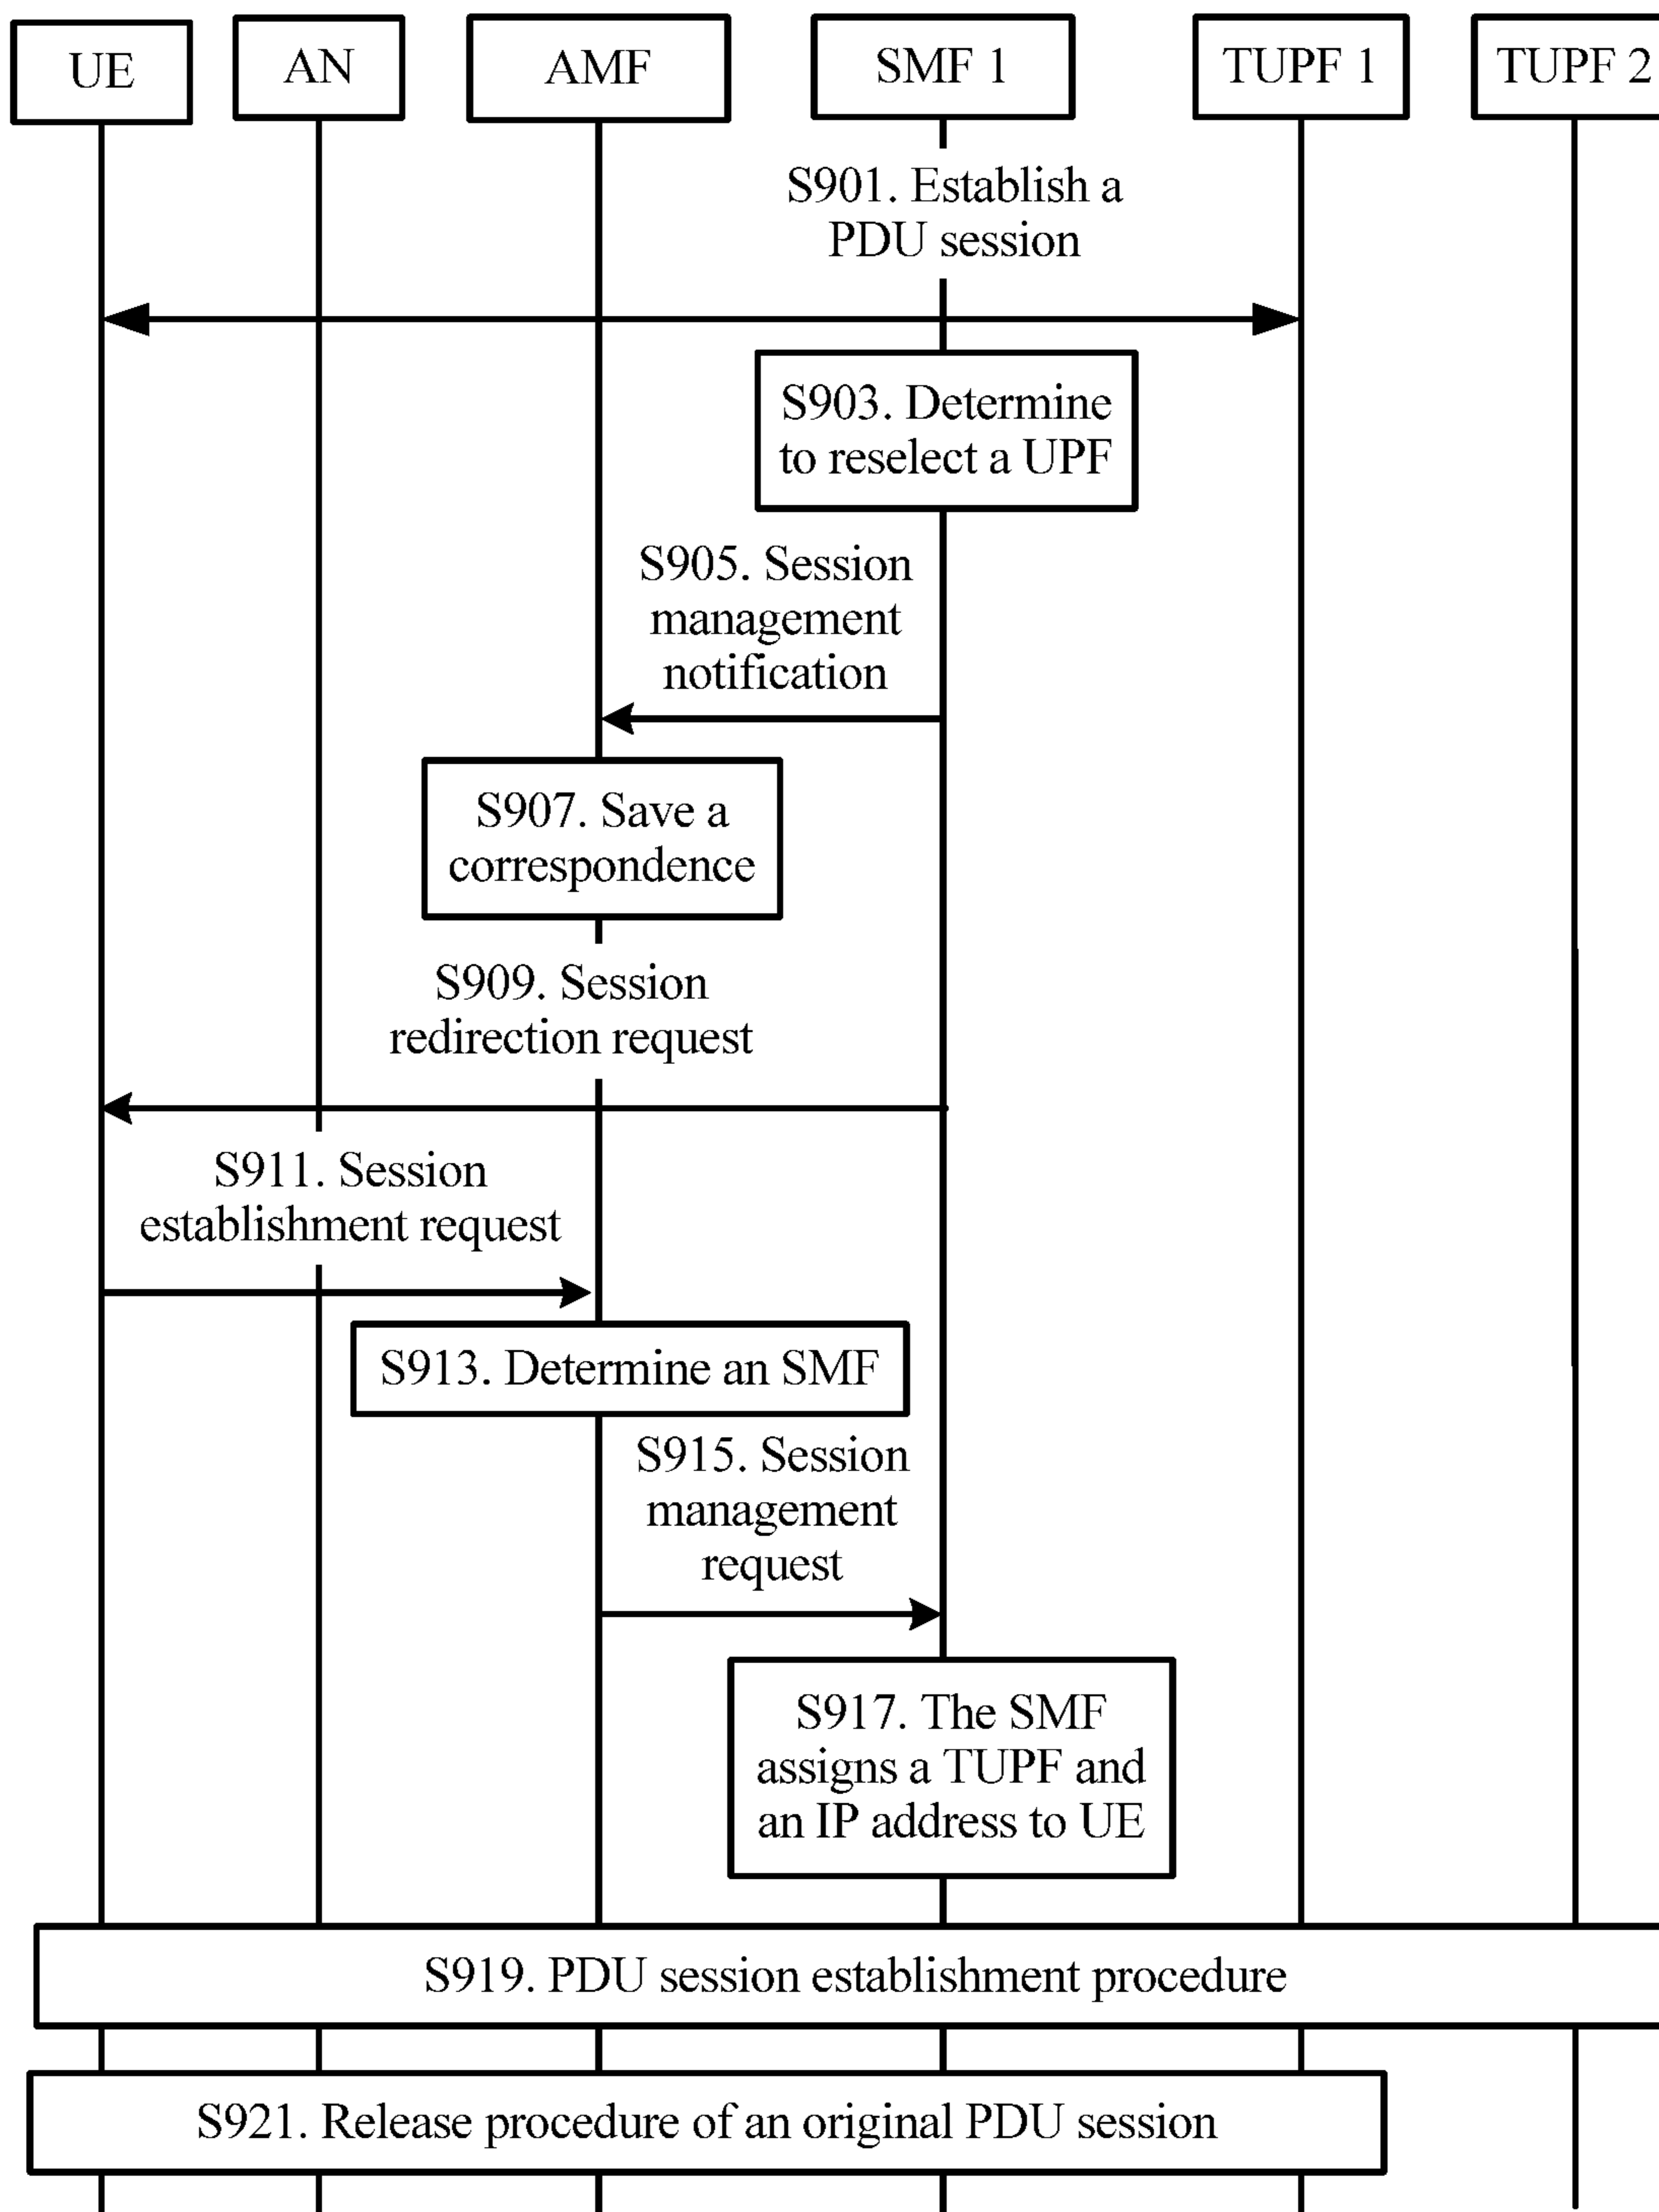 UE
AN
AMF
SMF 1
TUPF 1
TUPF 2
S901. Establish a
PDU session
S903. Determine
to reselect a UPF
S905. Session
management
notification
S907. Save a
correspondence
S909. Session
redirection request
S911. Session
establishment request
S913. Determine an SMF
S915. Session
management
request
S917. The SMF
assigns a TUPF and
an IP address to UE
S919. PDU session establishment procedure
S921. Release procedure of an original PDU session